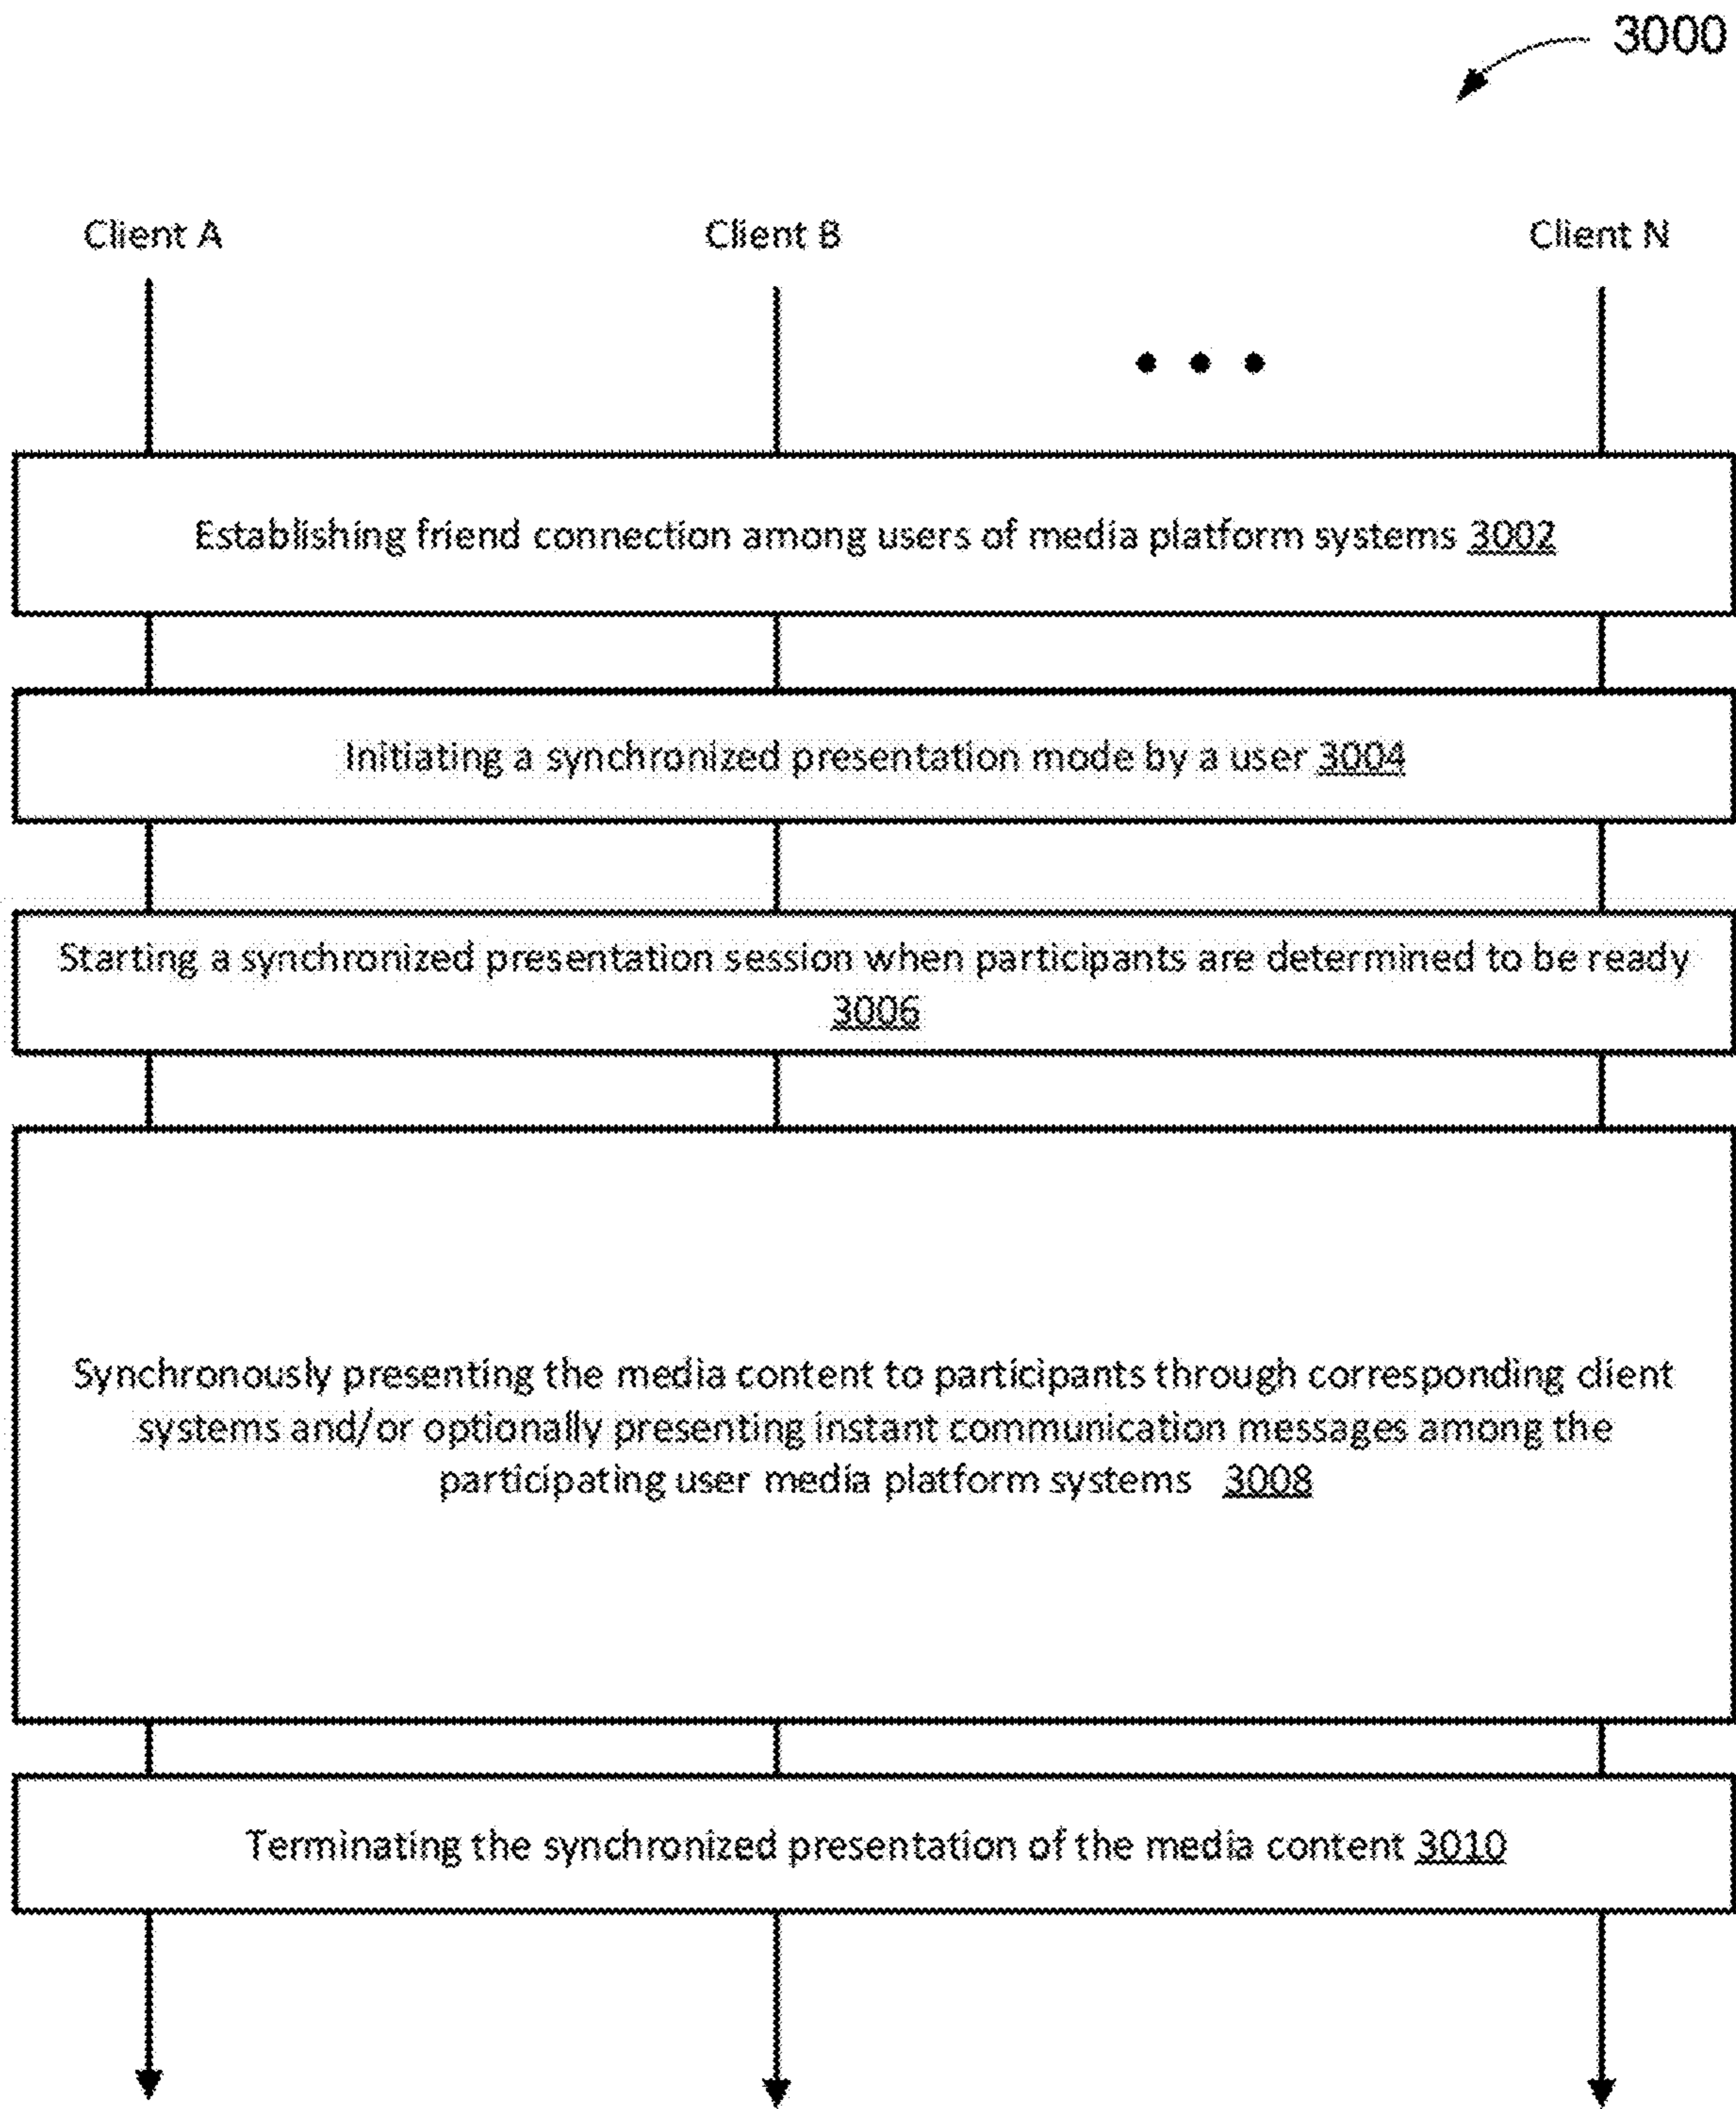 3000
Client A
Client B
Client N
Establishing friend connection among users of media platform systems 3002
Initiating a synchronized presentation mode by a user 3004
Starting a synchronized presentation session when participants are determined to be ready
3006
Synchronously presenting the media content to participants through corresponding client
systems and/or optionally presenting instant communication messages among the
participating user media platform systems 3008
Terminating the synchronized presentation of the media content 3010